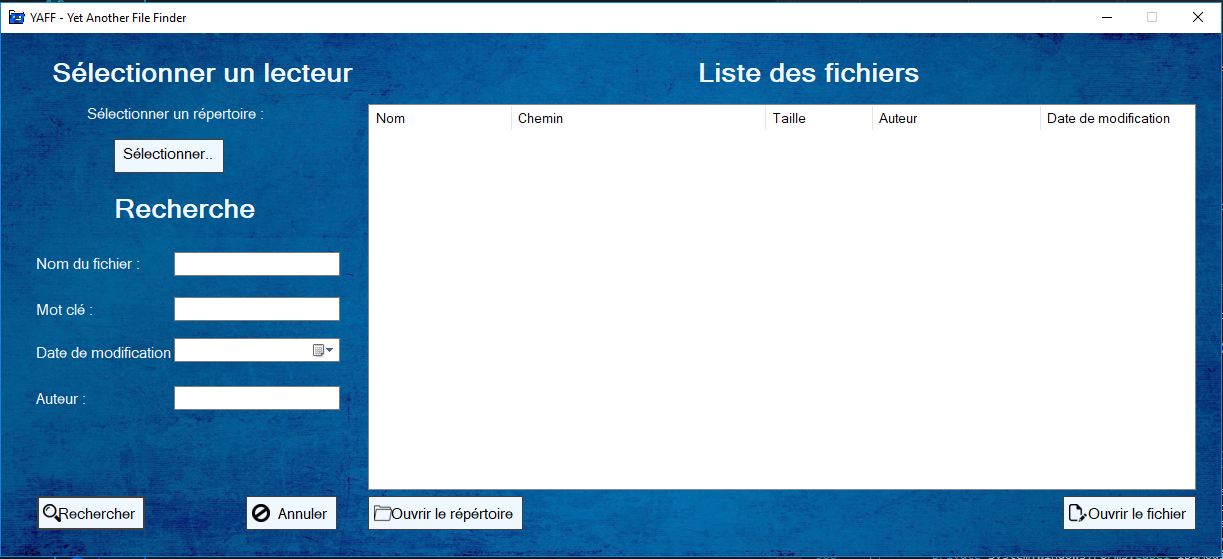 YAFF - Yet Another File Finder
Sélectionner un lecteur
Sélectionner un répertoire :
Sélectionner..
Recherche
Nom du fichier :
Mot clé :
Date de modification
Auteur :
Rechercher
Annuler
Liste des fichiers
Nom Chemin Taille Auteur Date de modification
Ouvrir le répértoire
Ouvrir le fichier